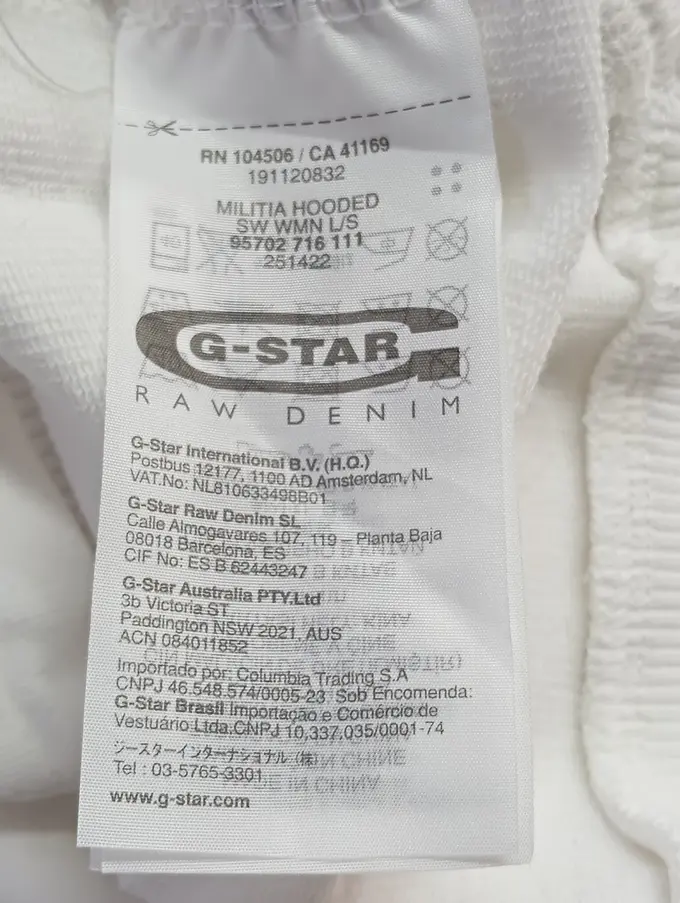 RN 104506 / CA 41169
191120832
MILITIA HOODED
SW WMN L/S
95702 716 111
251422
G-STAR
RAW DENIM
G-Star International B.V. (H.Q.)
Postbus 12177, 1100 AD Amsterdam, NL
VAT.No: NL810633498B01
G-Star Raw Denim SL
Calle Almogavares 107, 119 – Planta Baja
08018 Barcelona, ES
CIF No: ES B 62443247
G-Star Australia PTY.Ltd
3b Victoria ST
Paddington NSW 2021, AUS
ACN 084011852
Importado por: Columbia Trading S.A
CNPJ 46.548.574/0005-23 Sob Encomenda:
G-Star Brasil Importação e Comércio de
Vestuário Ltda.CNPJ 10,337,035/0001-74
ジースターインターナショナル (株)
Tel : 03-5765-3301
www.g-star.com